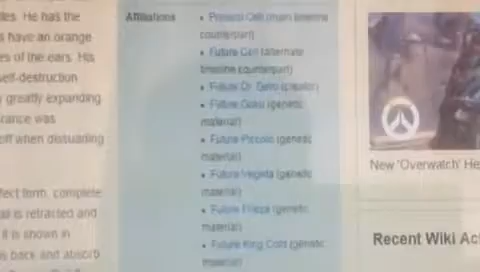 les. He has the
s have an orange
es of the ears. His
self-destruction
y greatly expanding
rance was
off when dissuading
fect form, complete
ail is retracted and
it is shown in
s back and absorb
Affiliations
• Present Cell (main timeline
counterpart)
• Future Cell (alternate
timeline counterpart)
• Future Dr. Gero (creator)
• Future Goku (genetic
material)
• Future Piccolo (genetic
material)
• Future Vegeta (genetic
material)
• Future Frieza (genetic
material)
• Future King Cold (genetic
material)
New 'Overwatch' He
Recent Wiki Act